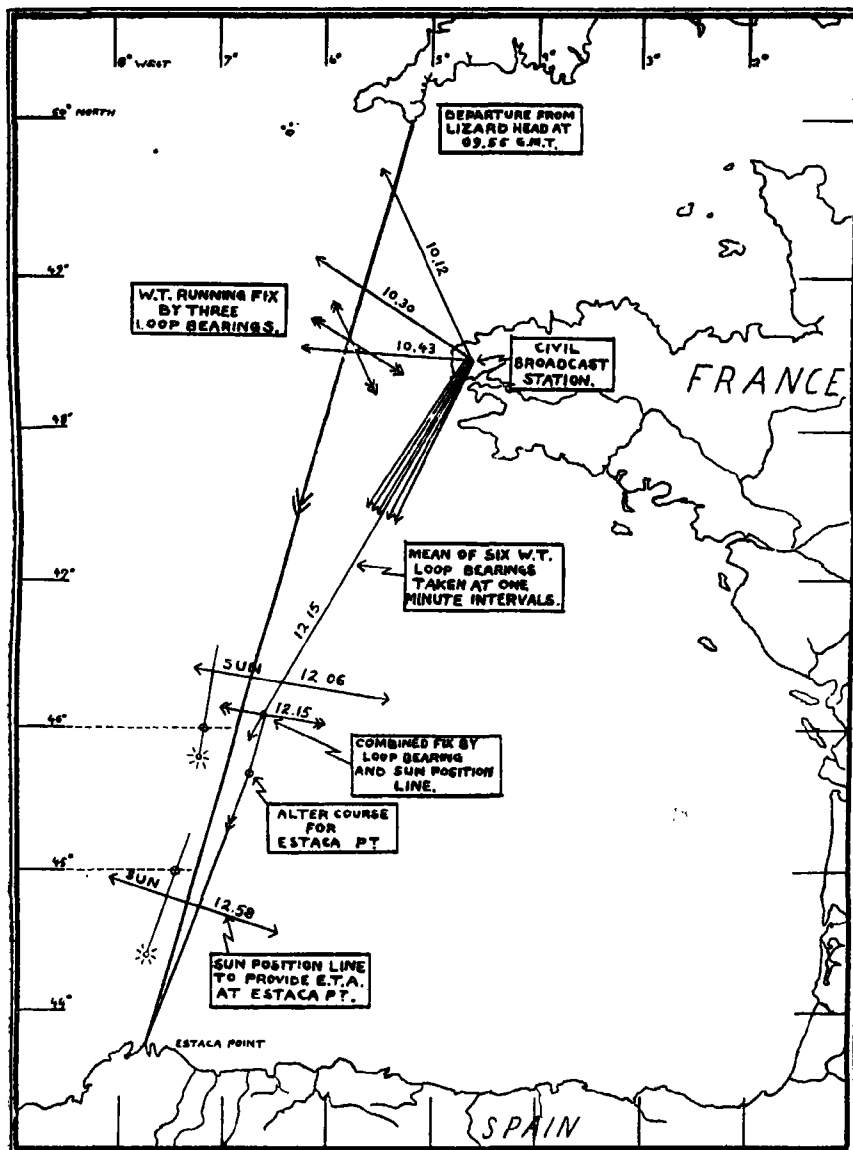 8° WEST
7°
6°
5°
4°
3°
2°
50° NORTH
DEPARTURE FROM
LIZARD HEAD AT
09.56 G.M.T.
10.12
49°
10.30
W.T. RUNNING FIX
BY THREE
LOOP BEARINGS.
10.43
CIVIL
BROADCAST
STATION.
FRANCE
48°
MEAN OF SIX W.T.
LOOP BEARINGS
TAKEN AT ONE
MINUTE INTERVALS.
47°
12.15
SUN
12 06
12.15
46°
COMBINED FIX BY
LOOP BEARING
AND SUN POSITION
LINE.
ALTER COURSE
FOR
ESTACA PT
45°
SUN
12.58
SUN POSITION LINE
TO PROVIDE E.T.A.
AT ESTACA PT.
44°
ESTACA POINT
SPAIN